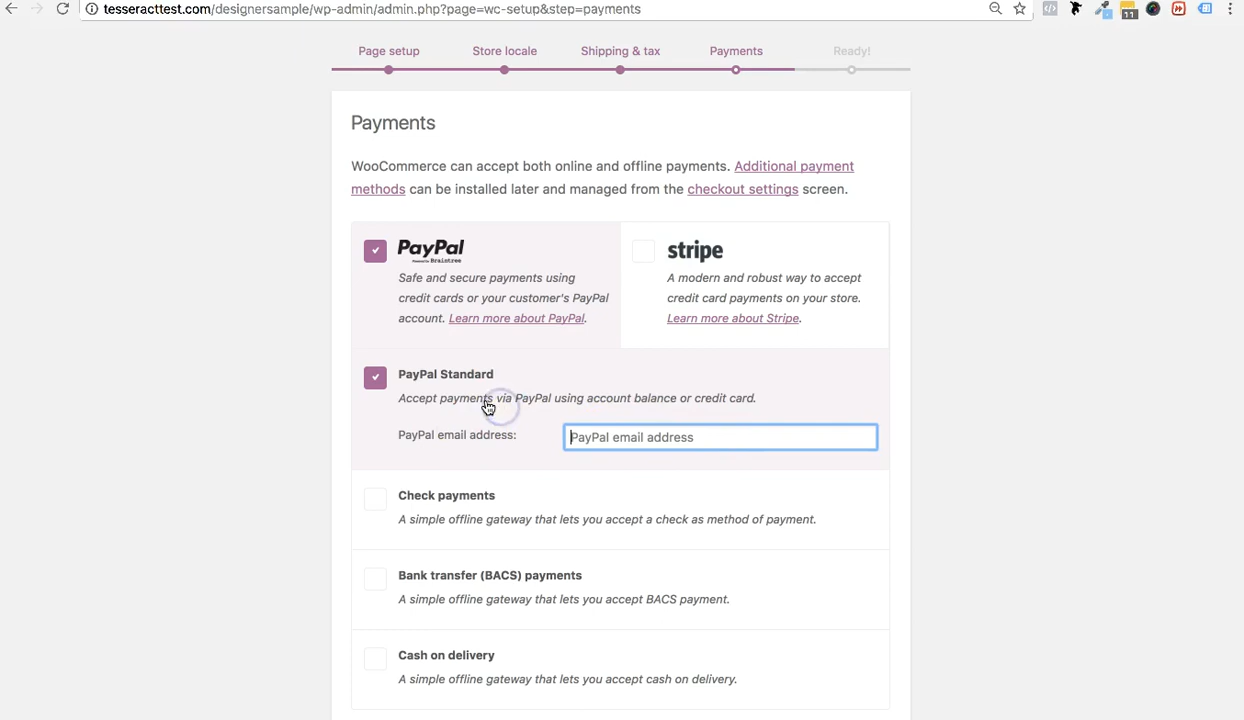 tesseracttest.com/designersample/wp-admin/admin.php?page=wc-setup&step=payments
11
Page setup
Store locale
Shipping & tax
Payments
Ready!
Payments
WooCommerce can accept both online and offline payments. Additional payment
methods can be installed later and managed from the checkout settings screen.
PayPal
Powered by Braintree
Safe and secure payments using
credit cards or your customer's PayPal
account. Learn more about PayPal.
stripe
A modern and robust way to accept
credit card payments on your store.
Learn more about Stripe.
PayPal Standard
Accept payments via PayPal using account balance or credit card.
PayPal email address:
PayPal email address
Check payments
A simple offline gateway that lets you accept a check as method of payment.
Bank transfer (BACS) payments
A simple offline gateway that lets you accept BACS payment.
Cash on delivery
A simple offline gateway that lets you accept cash on delivery.